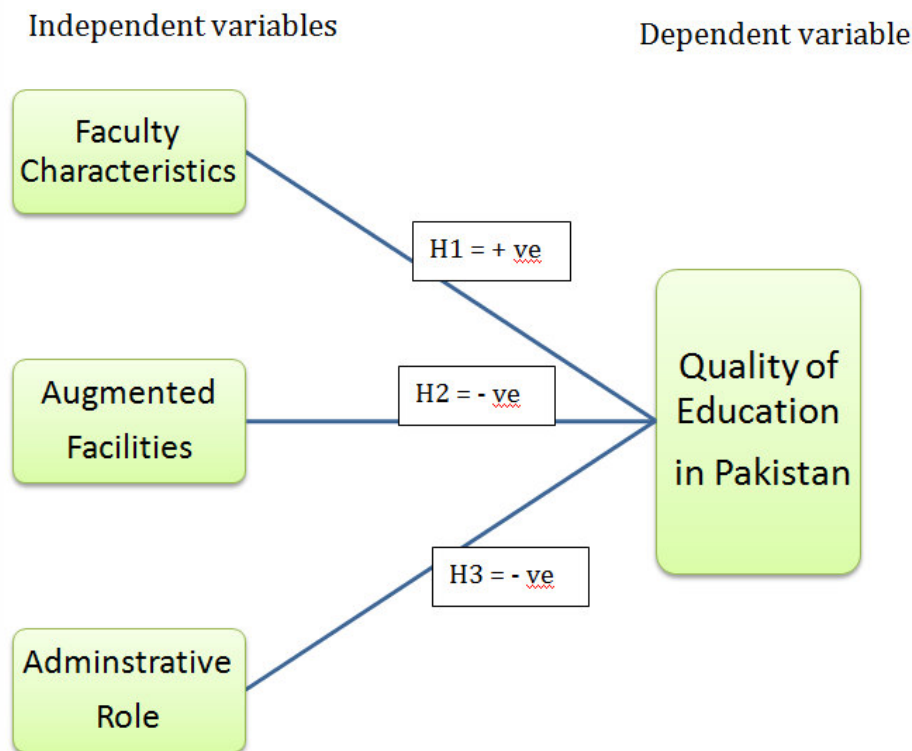 Independent variables
Dependent variable
Faculty
Characteristics
H1 = + ve
Augmented
Facilities
H2 = - ve
Quality of
Education
in Pakistan
H3 = - ve
Adminstrative
Role